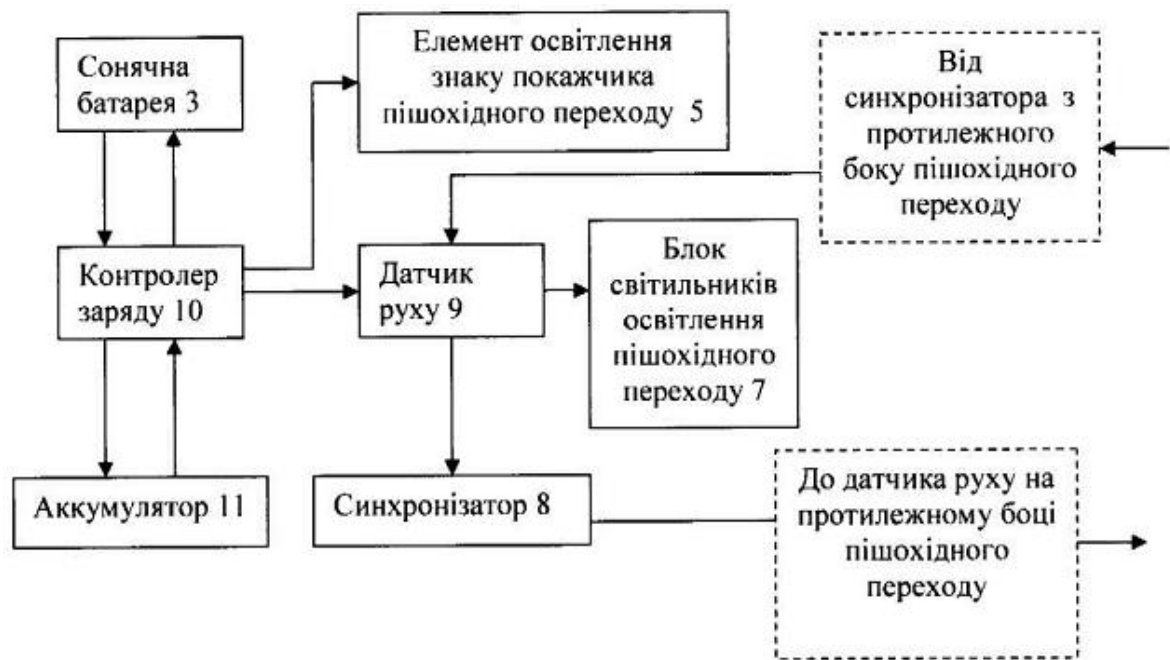 Сонячна
батарея 3
Елемент освітлення
знаку покажчика
пішохідного переходу 5
Від
синхронізатора з
протилежного
боку пішохідного
переходу
Контролер
заряду 10
Датчик
руху 9
Блок
світильників
освітлення
пішохідного
переходу 7
Аккумулятор 11
Синхронізатор 8
До датчика руху на
протилежному боці
пішохідного
переходу